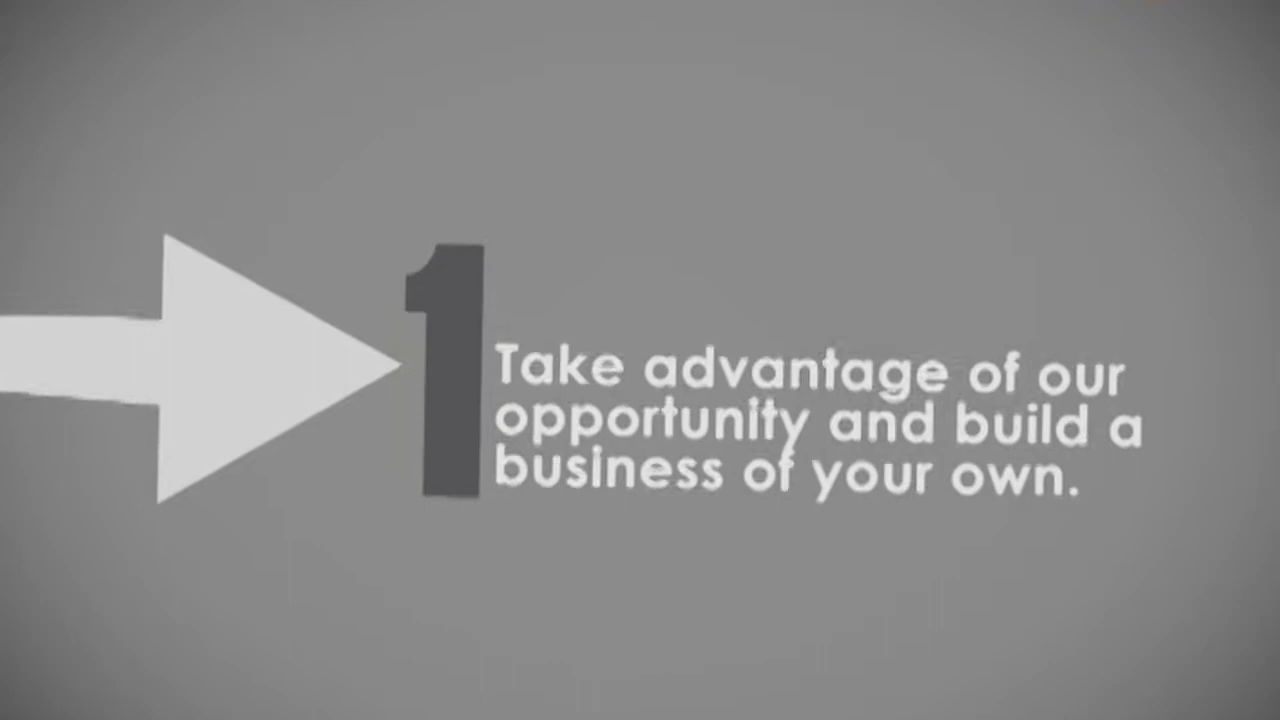 1
Take advantage of our
opportunity and build a
business of your own.